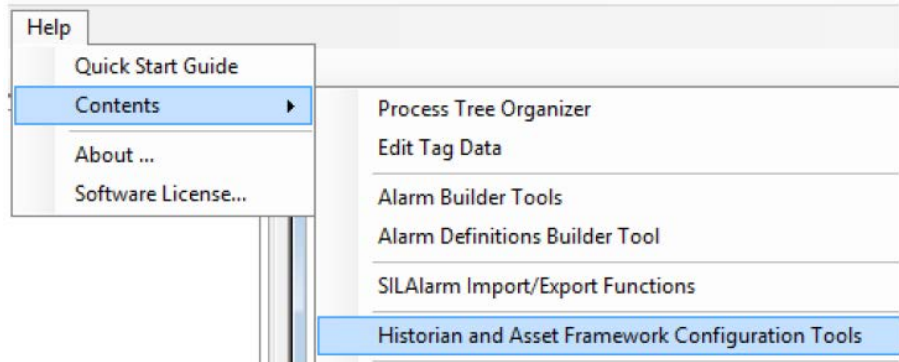 Help
Quick Start Guide
Contents
About ...
Software License...
Process Tree Organizer
Edit Tag Data
Alarm Builder Tools
Alarm Definitions Builder Tool
SILAlarm Import/Export Functions
Historian and Asset Framework Configuration Tools